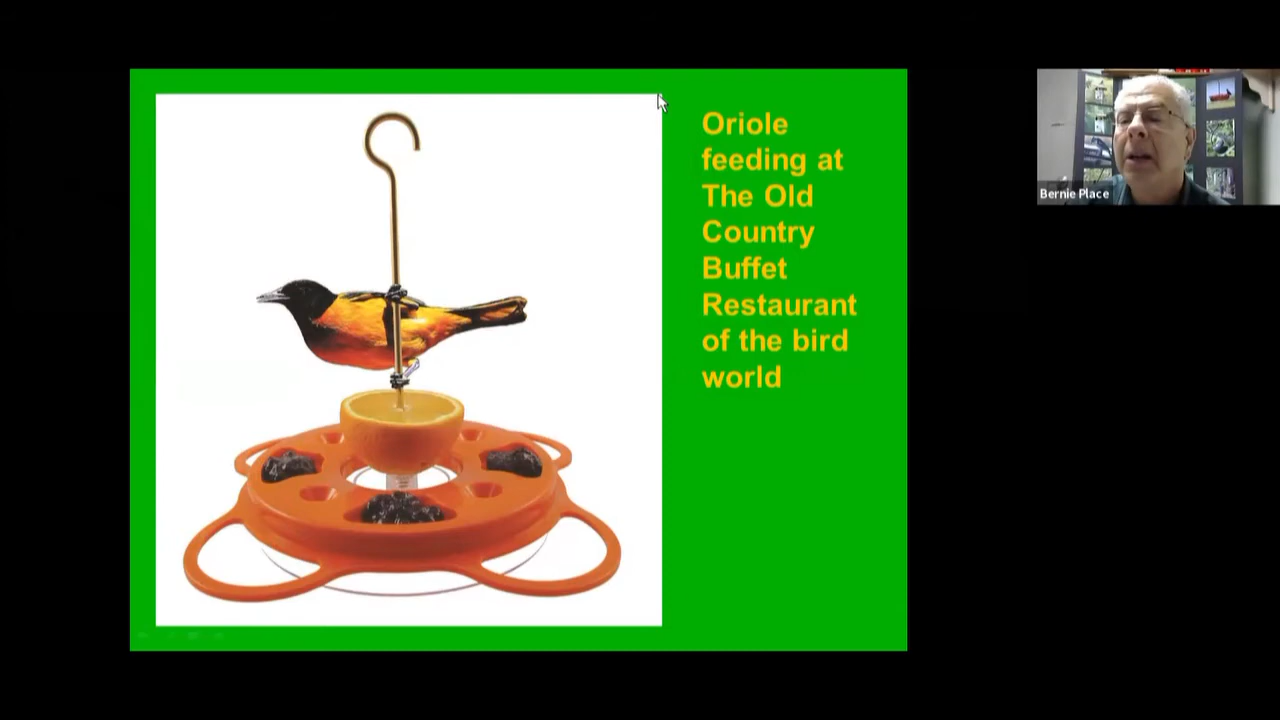 Oriole
feeding at
The Old
Country
Buffet
Restaurant
of the bird
world
Bernie Place